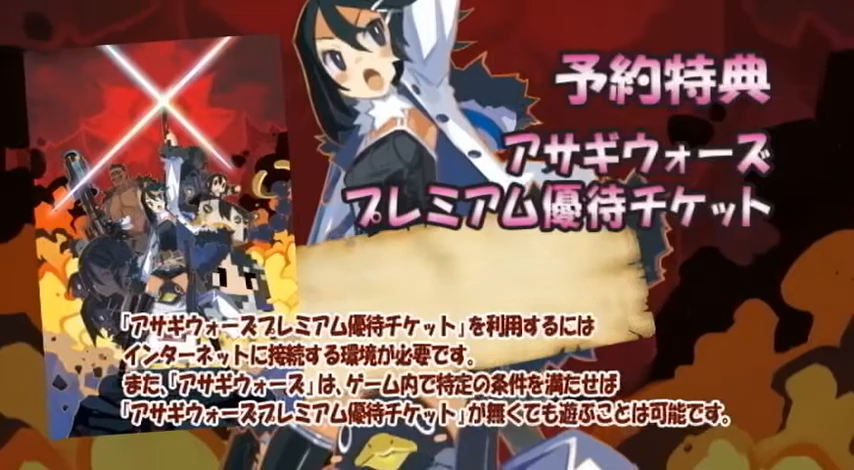 予約特典
アサギウォーズ
プレミアム優待チケット
「アサギウォーズプレミアム優待チケット」を利用するには
インターネットに接続する環境が必要です。
また、「アサギウォーズ」は、ゲーム内で特定の条件を満たせば
「アサギウォーズプレミアム優待チケット」が無くても遊ぶことは可能です。